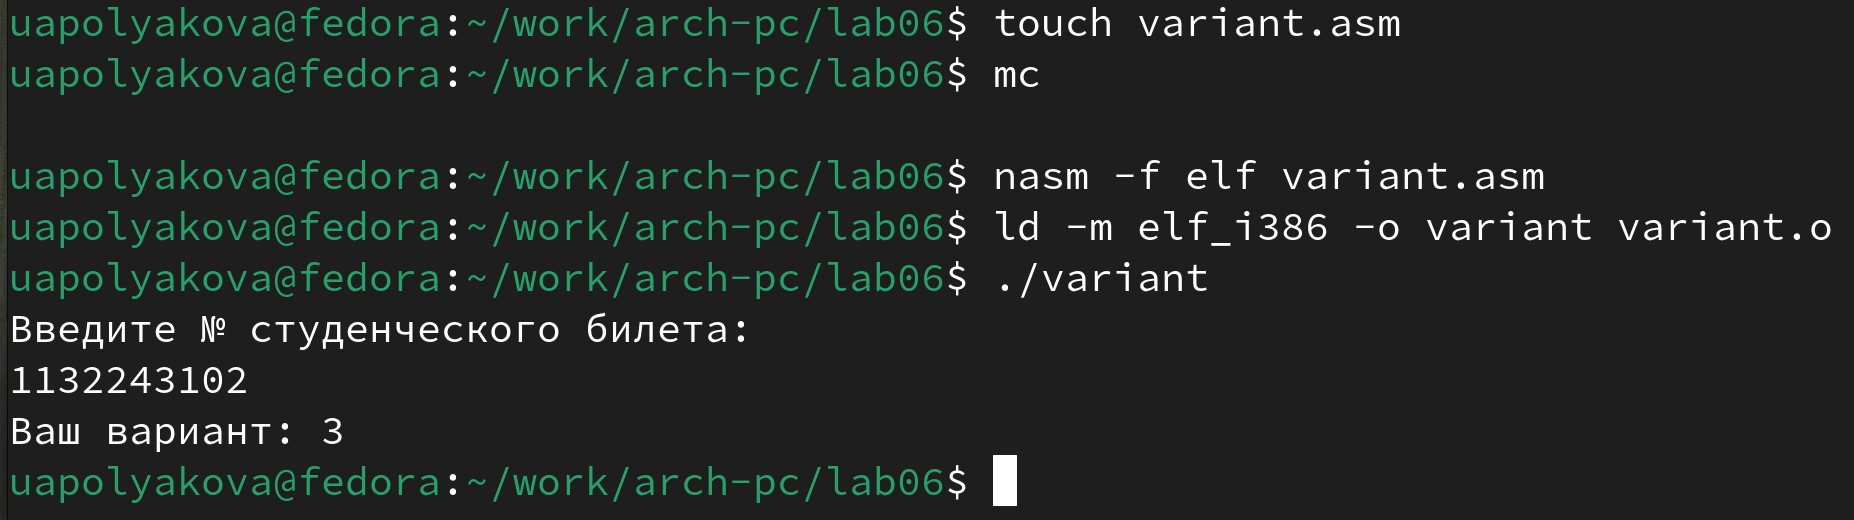 uapolyakova@fedora:~/work/arch-pc/lab06$ touch variant.asm
uapolyakova@fedora:~/work/arch-pc/lab06$ mc
uapolyakova@fedora:~/work/arch-pc/lab06$ nasm -f elf variant.asm
uapolyakova@fedora:~/work/arch-pc/lab06$ ld -m elf_i386 -o variant variant.o
uapolyakova@fedora:~/work/arch-pc/lab06$ ./variant
Введите № студенческого билета:
1132243102
Ваш вариант: 3
uapolyakova@fedora:~/work/arch-pc/lab06$